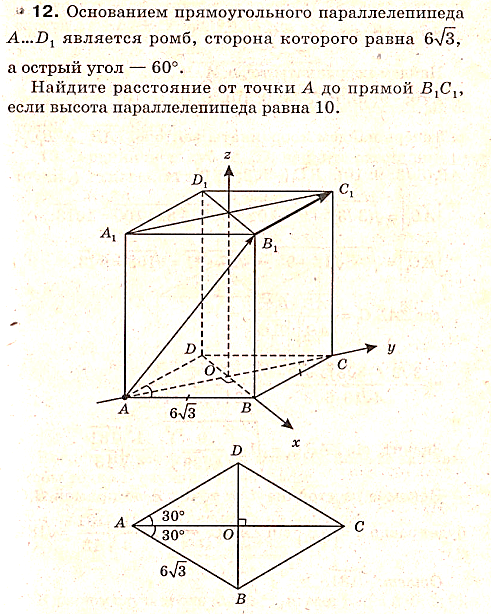 12. Основанием прямоугольного параллелепипеда
A...D₁ является ромб, сторона которого равна 6√3,
а острый угол — 60°.
Найдите расстояние от точки A до прямой B₁C₁,
если высота параллелепипеда равна 10.
z
D₁
C₁
A₁
B₁
D
O
C
y
A
6√3
B
x
D
A
30°
30°
O
C
6√3
B